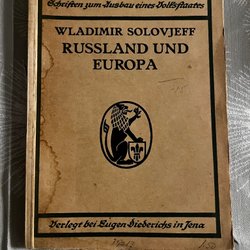 Schriften zum Ausbau eines Volksstaates
WLADIMIR SOLOVJEFF
RUSSLAND UND
EUROPA
Verlegt bei Eugen Diederichs in Jena